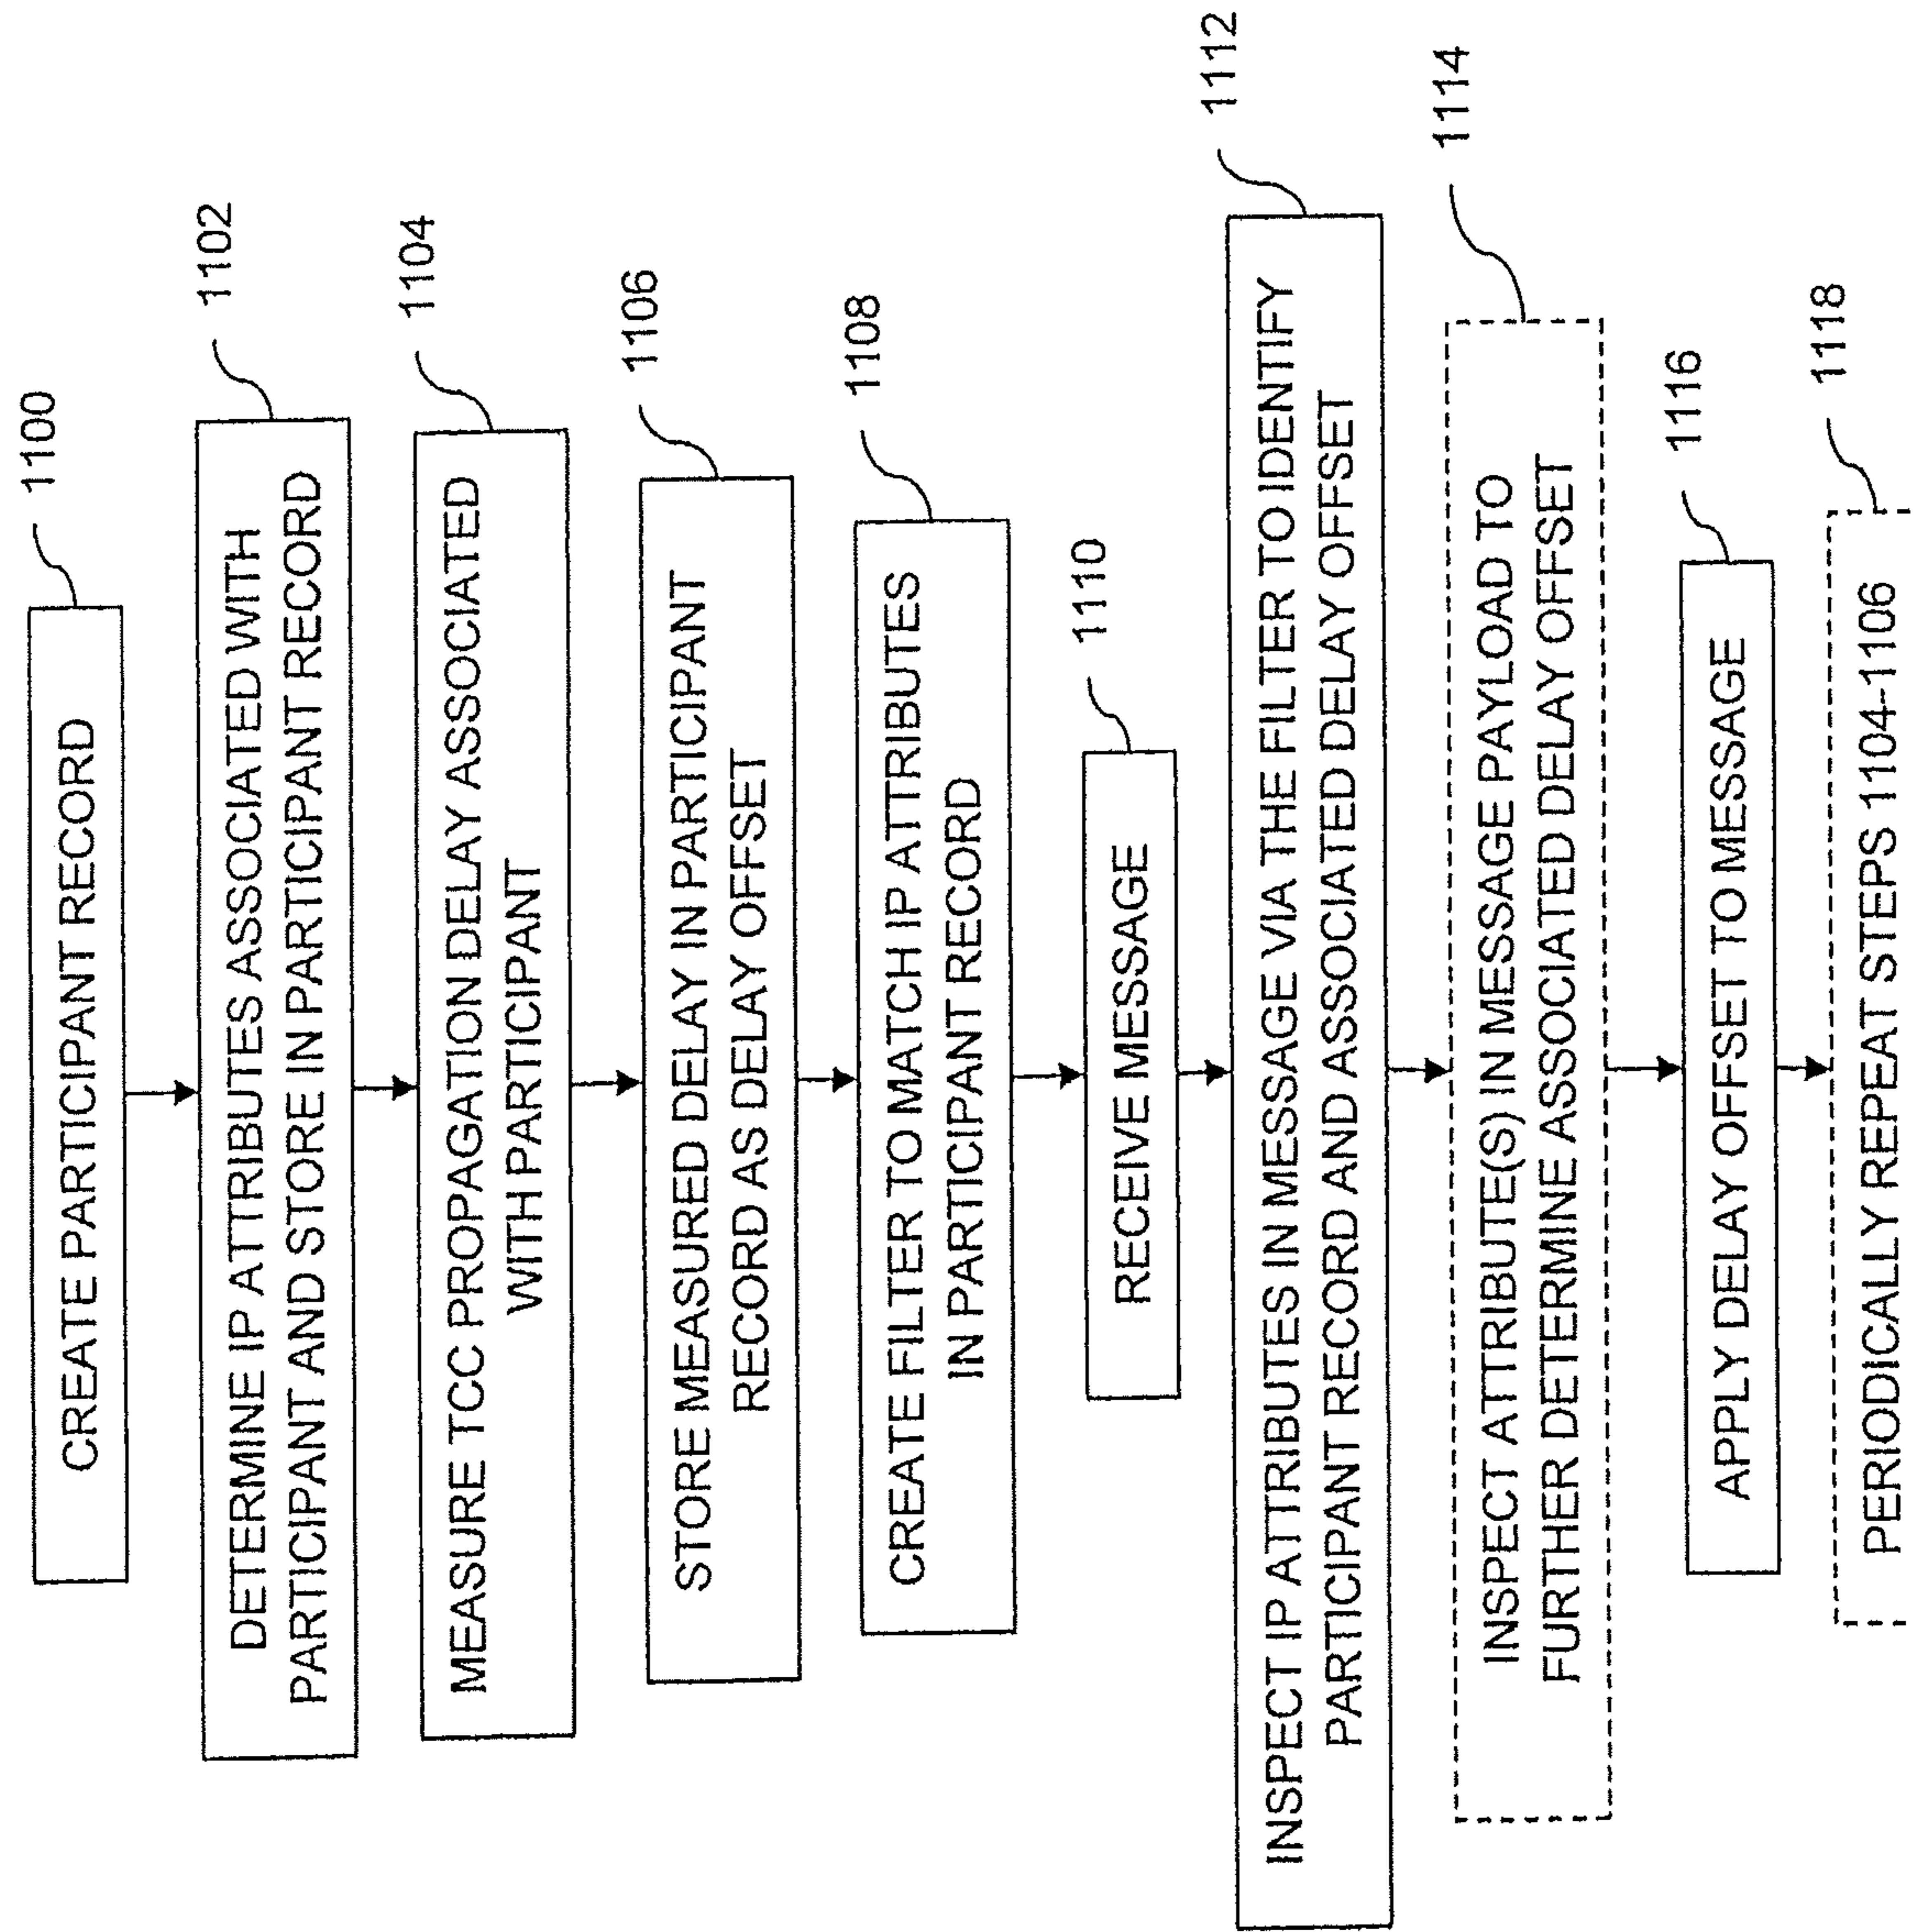 1100
CREATE PARTICIPANT RECORD
1102
DETERMINE IP ATTRIBUTES ASSOCIATED WITH
PARTICIPANT AND STORE IN PARTICIPANT RECORD
1104
MEASURE TCC PROPAGATION DELAY ASSOCIATED
WITH PARTICIPANT
1106
STORE MEASURED DELAY IN PARTICIPANT
RECORD AS DELAY OFFSET
1108
CREATE FILTER TO MATCH IP ATTRIBUTES
IN PARTICIPANT RECORD
1110
RECEIVE MESSAGE
1112
INSPECT IP ATTRIBUTES IN MESSAGE VIA THE FILTER TO IDENTIFY
PARTICIPANT RECORD AND ASSOCIATED DELAY OFFSET
1114
INSPECT ATTRIBUTE(S) IN MESSAGE PAYLOAD TO
FURTHER DETERMINE ASSOCIATED DELAY OFFSET
1116
APPLY DELAY OFFSET TO MESSAGE
1118
PERIODICALLY REPEAT STEPS 1104-1106